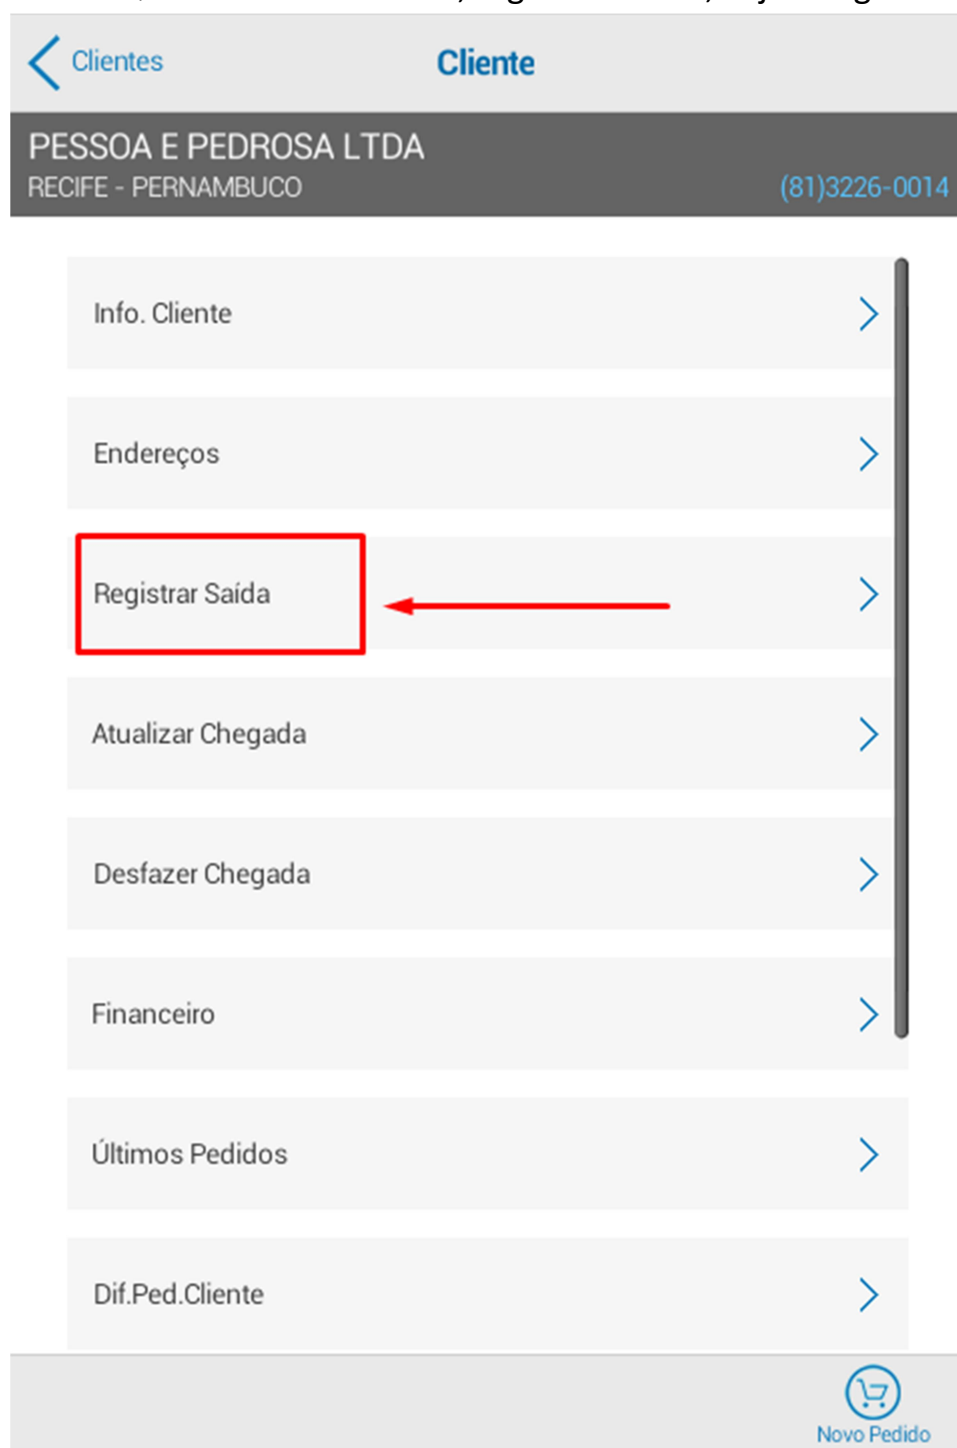 Clientes
Cliente
PESSOA E PEDROSA LTDA
RECIFE - PERNAMBUCO
(81)3226-0014
Info. Cliente
Endereços
Registrar Saída
Atualizar Chegada
Desfazer Chegada
Financeiro
Últimos Pedidos
Dif.Ped.Cliente
Novo Pedido